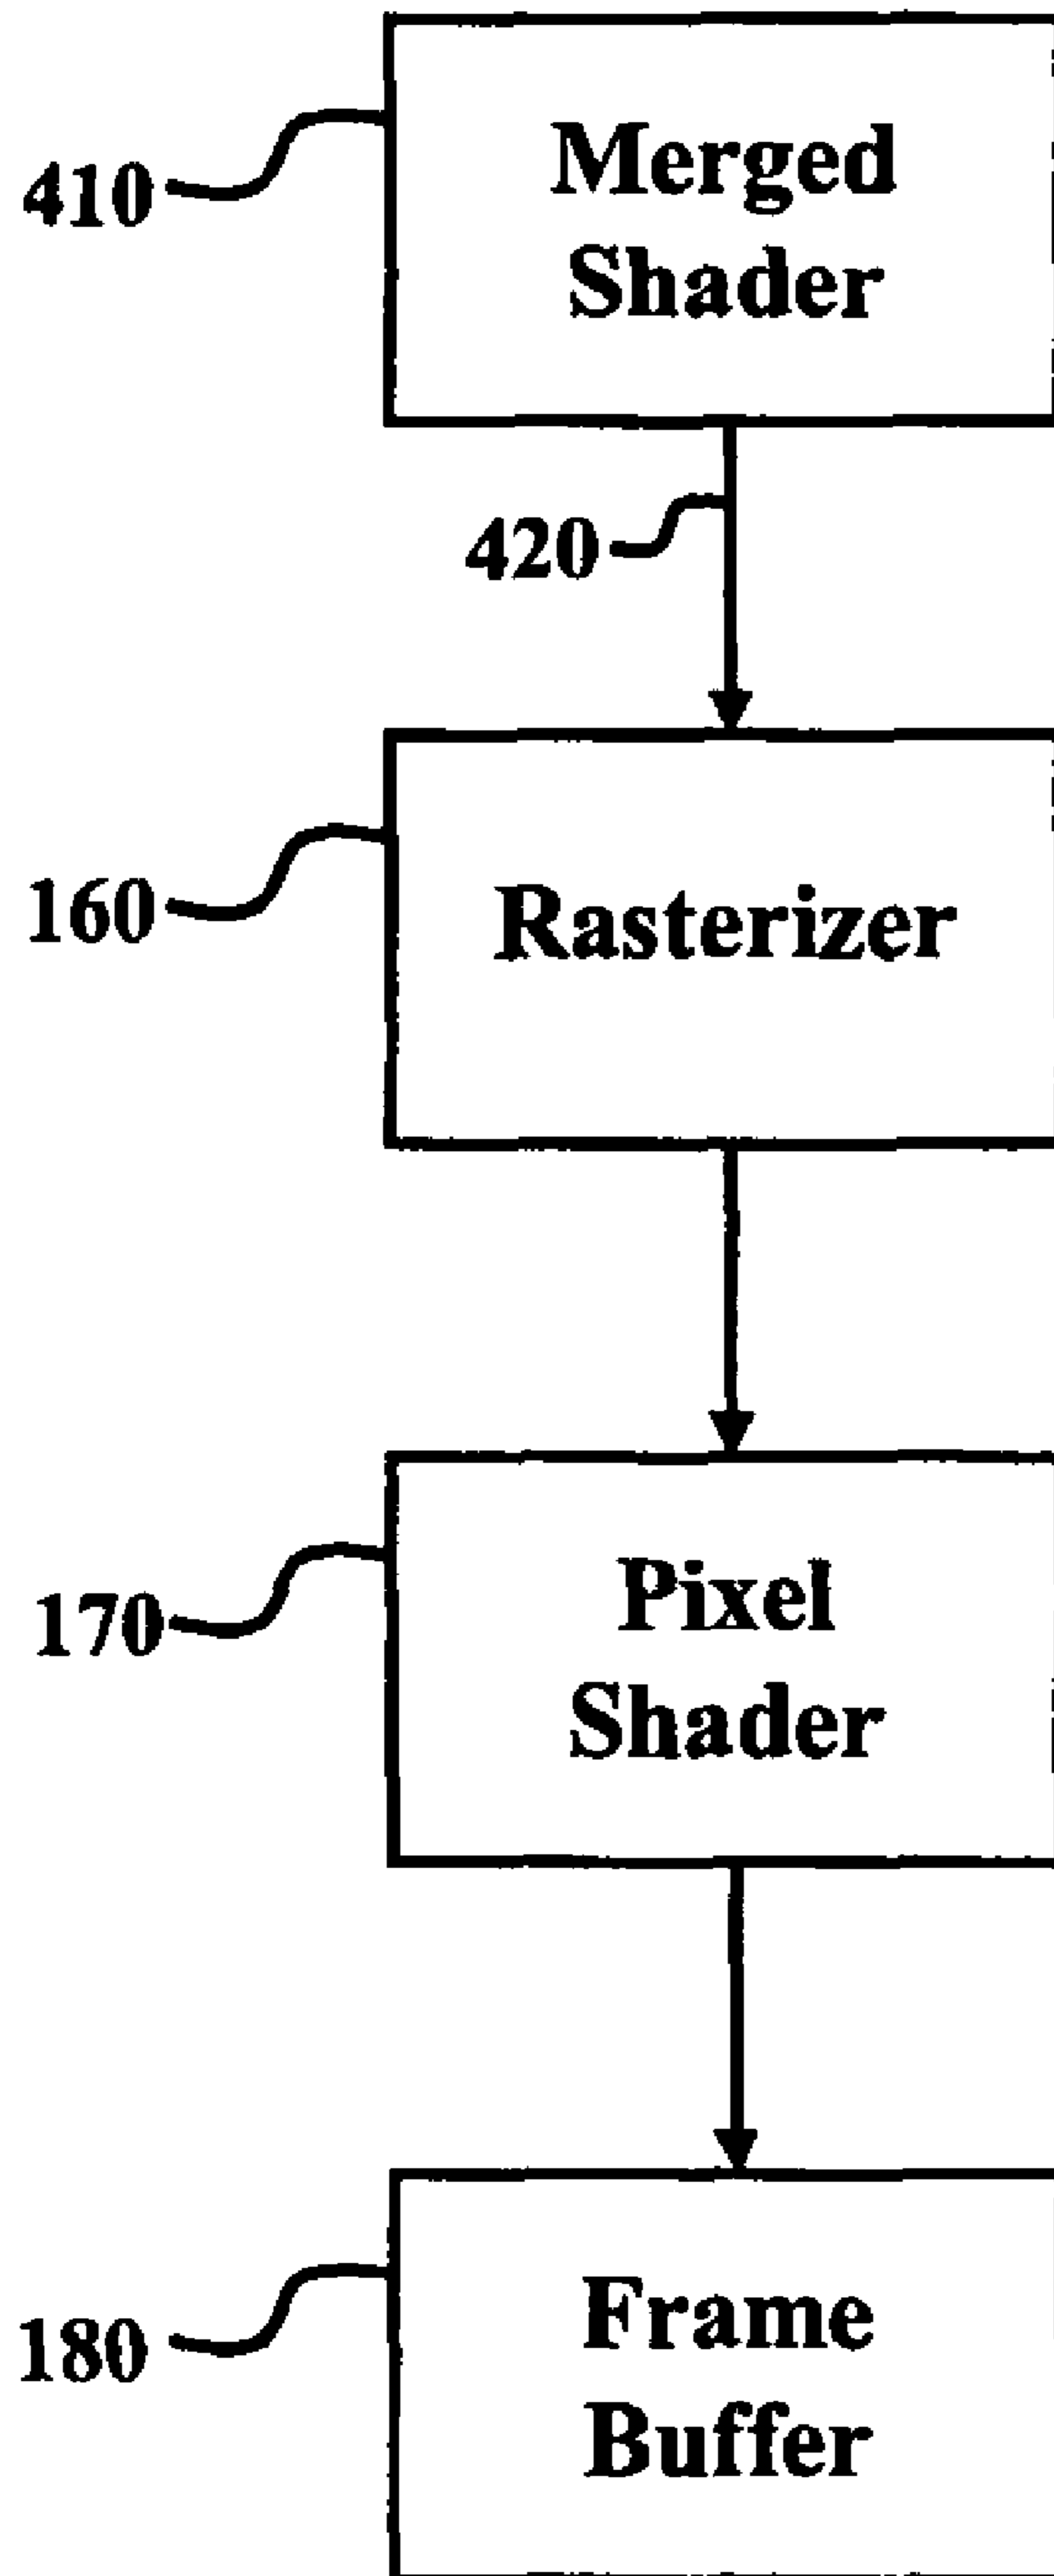 Merged
Shader
410
420
Rasterizer
160
Pixel
Shader
170
Frame
Buffer
180